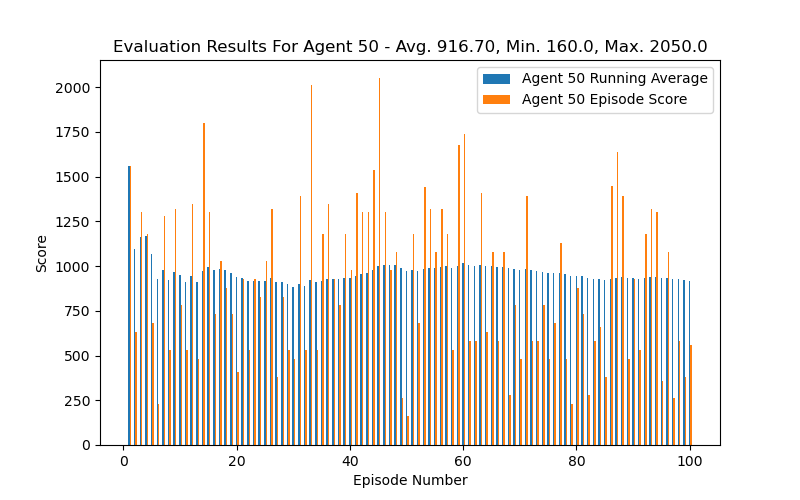 Evaluation Results For Agent 50 - Avg. 916.70, Min. 160.0, Max. 2050.0
Agent 50 Running Average
Agent 50 Episode Score
Score
2000
1750
1500
1250
1000
750
500
250
0
0 20 40 60 80 100
Episode Number